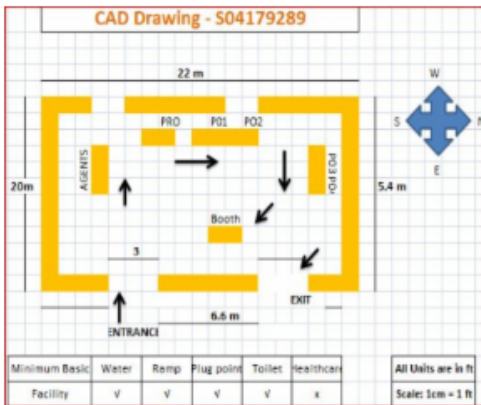 CAD Drawing - S04179289
22 m
W
S
N
E
PRO
P01
PO2
AGENTS
PO3 PO4
20m
5.4 m
Booth
3
EXIT
ENTRANCE
6.6 m
Minimum Basic Water Ramp Plug point Toilet Healthcare
Facility √ √ √ √ x
All Units are in ft
Scale: 1cm = 1 ft